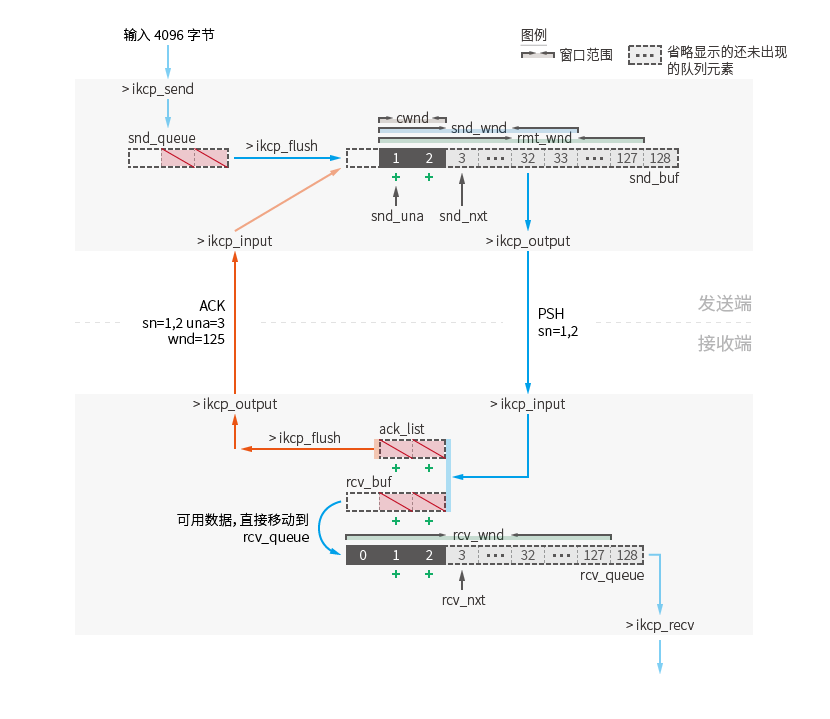 输入 4096 字节
图例
窗口范围
省略显示的还未出现
的队列元素
> ikcp_send
snd_queue
> ikcp_flush
cwnd
snd_wnd
rmt_wnd
1 2 3 ··· 32 33 ··· 127 128
snd_buf
snd_una
snd_nxt
> ikcp_input
> ikcp_output
ACK
sn=1,2 una=3
wnd=125
PSH
sn=1,2
发送端
接收端
> ikcp_output
> ikcp_input
ack_list
> ikcp_flush
rcv_buf
可用数据, 直接移动到
rcv_queue
rcv_wnd
0 1 2 3 ··· 32 ··· 127 128
rcv_queue
rcv_nxt
> ikcp_recv